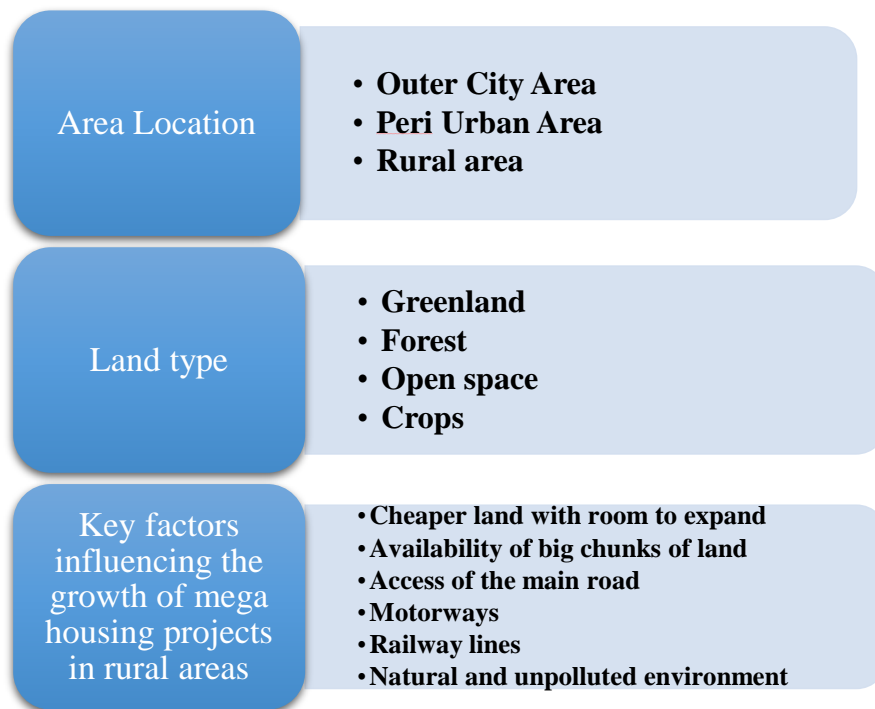 Area Location
• Outer City Area
• Peri Urban Area
• Rural area
Land type
• Greenland
• Forest
• Open space
• Crops
Key factors
influencing the
growth of mega
housing projects
in rural areas
• Cheaper land with room to expand
• Availability of big chunks of land
• Access of the main road
• Motorways
• Railway lines
• Natural and unpolluted environment